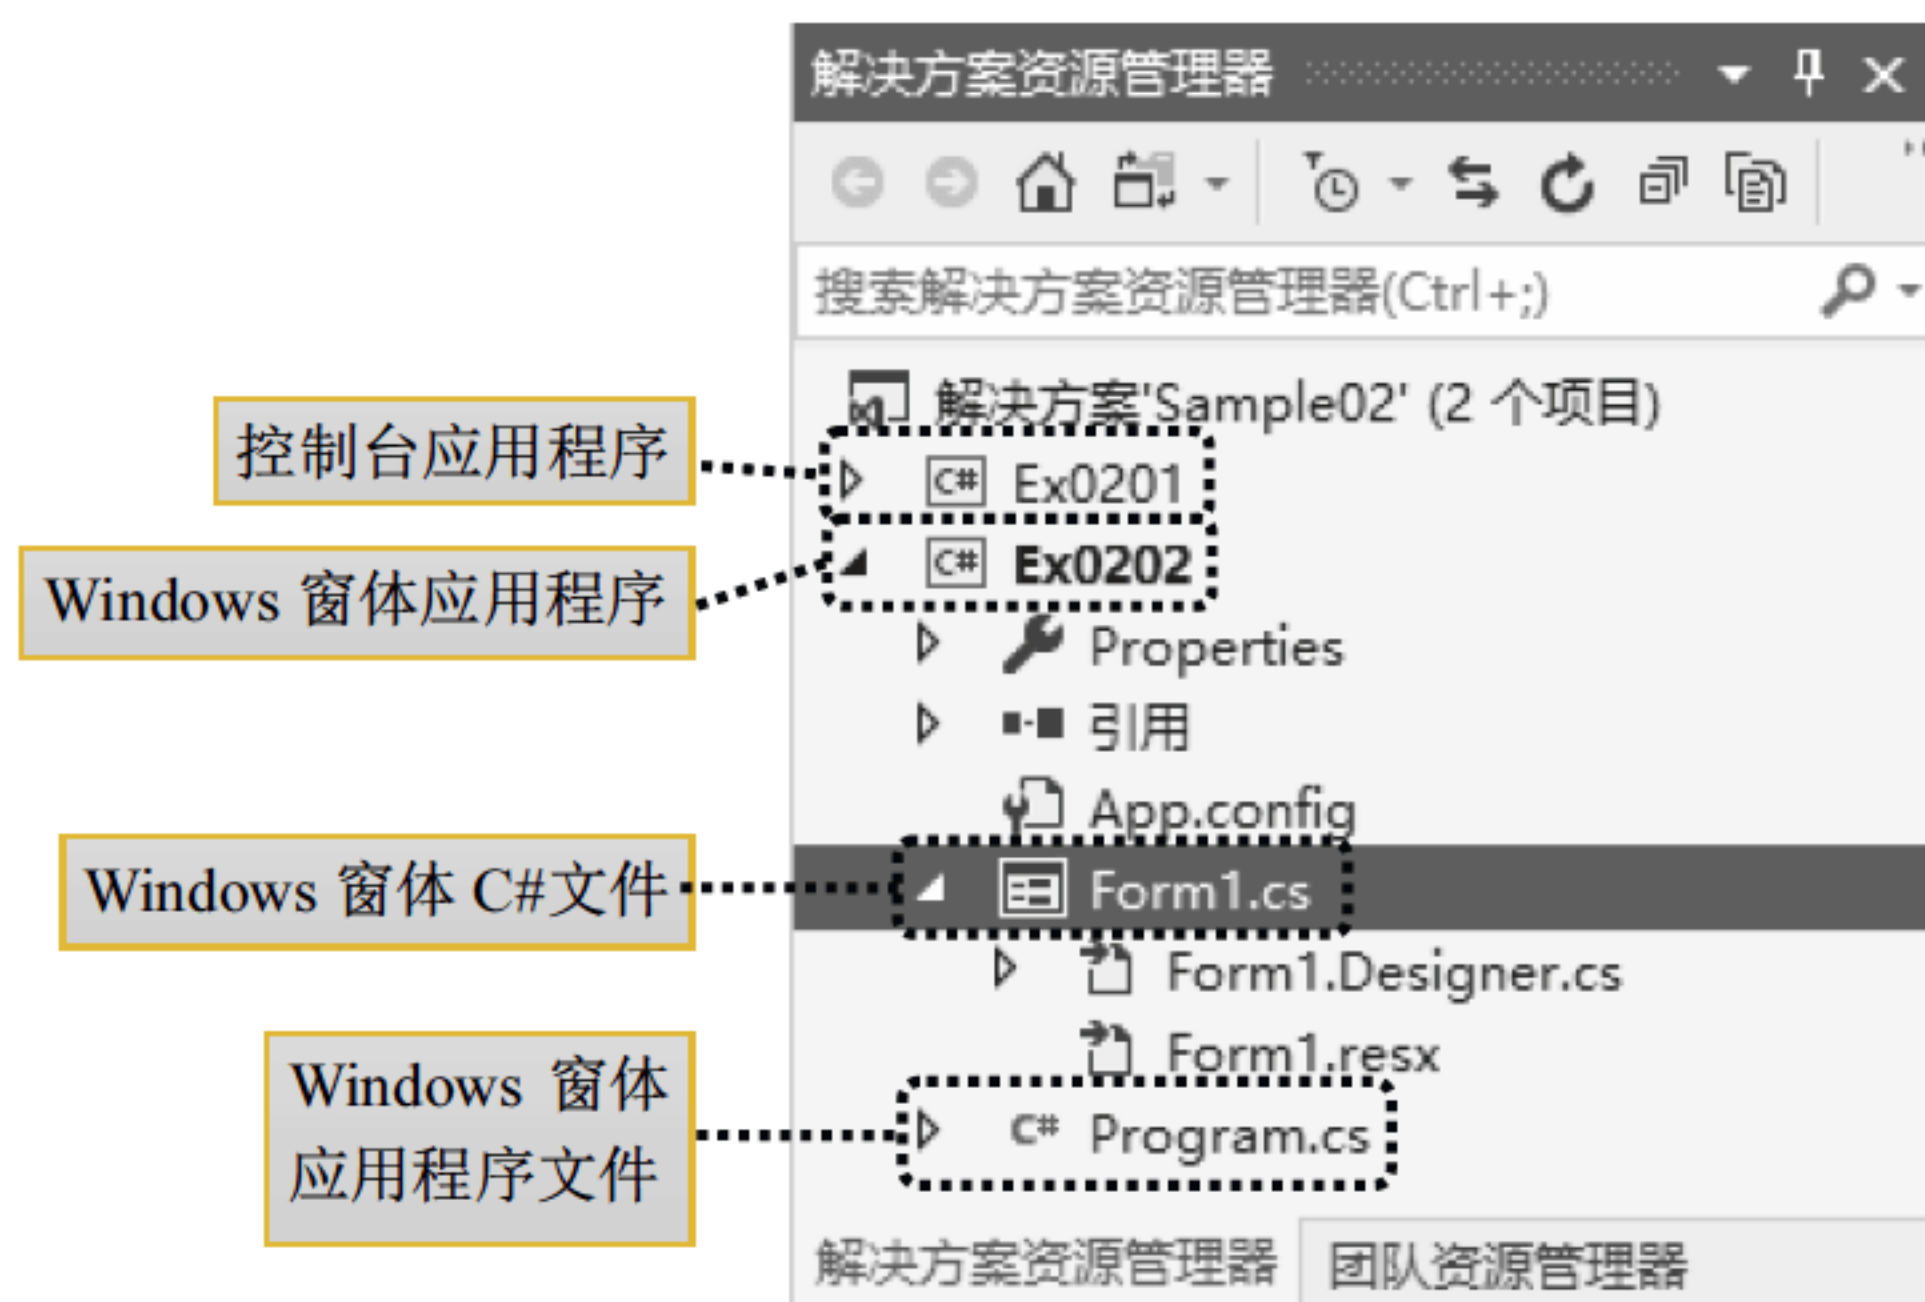 解决方案资源管理器
搜索解决方案资源管理器(Ctrl+;)
解决方案'Sample02' (2 个项目)
控制台应用程序
C# Ex0201
Windows 窗体应用程序
C# Ex0202
Properties
引用
App.config
Windows 窗体 C#文件
Form1.cs
Form1.Designer.cs
Form1.resx
Windows 窗体
应用程序文件
C# Program.cs
解决方案资源管理器
团队资源管理器